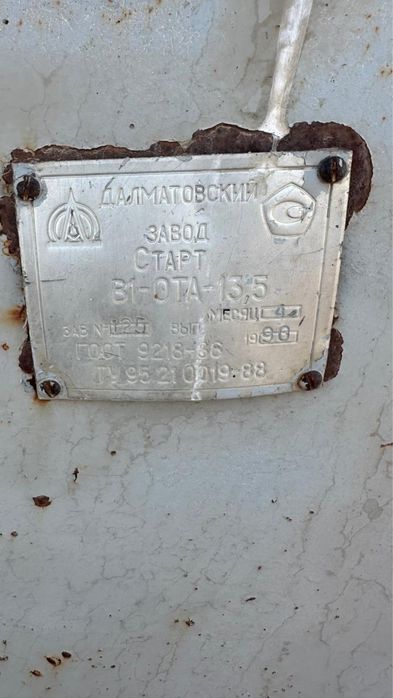 ДАЛМАТОВСКИЙ
ЗАВОД
СТАРТ
В1-ОТА-13,5
МЕСЯЦ 4
ЗАВ № 125 ВЫП. 1990
ГОСТ 9218-86
ТУ 95 21 0019-88